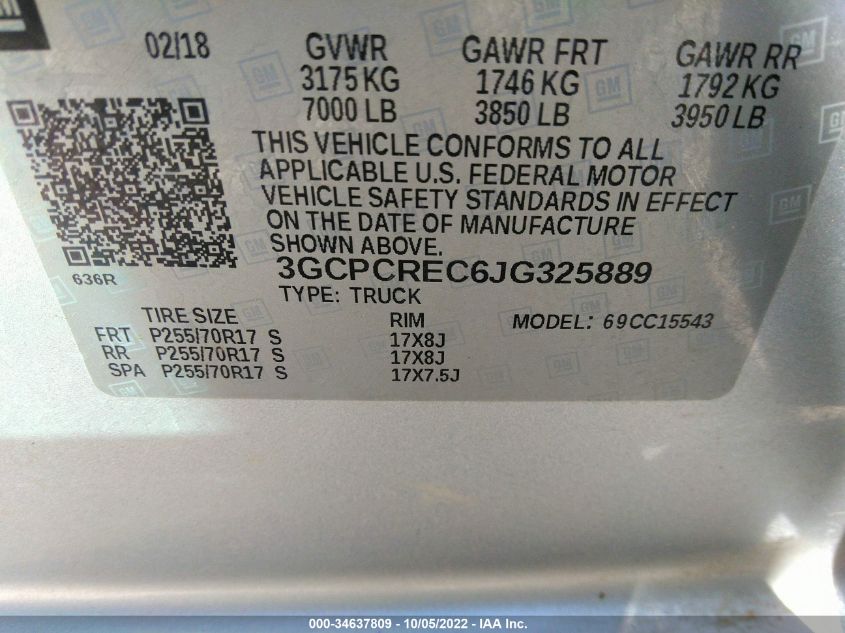 02/18 GVWR GAWR FRT GAWR RR
3175 KG 1746 KG 1792 KG
7000 LB 3850 LB 3950 LB
THIS VEHICLE CONFORMS TO ALL
APPLICABLE U.S. FEDERAL MOTOR
VEHICLE SAFETY STANDARDS IN EFFECT
ON THE DATE OF MANUFACTURE
SHOWN ABOVE.
3GCPCREC6JG325889
636R
TYPE: TRUCK
TIRE SIZE RIM MODEL: 69CC15543
FRT P255/70R17 S 17X8J
RR P255/70R17 S 17X8J
SPA P255/70R17 S 17X7.5J
000-34637809 - 10/05/2022 - IAA Inc.